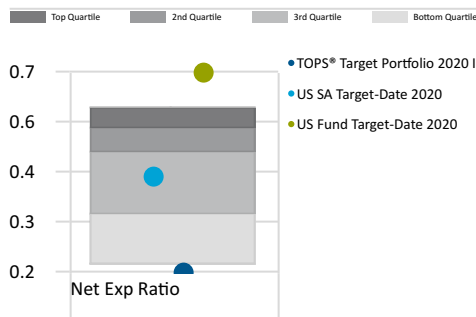 Top Quartile 2nd Quartile 3rd Quartile Bottom Quartile
TOPS® Target Portfolio 2020 I
US SA Target-Date 2020
US Fund Target-Date 2020
0.7
0.6
0.4
0.3
0.2
Net Exp Ratio